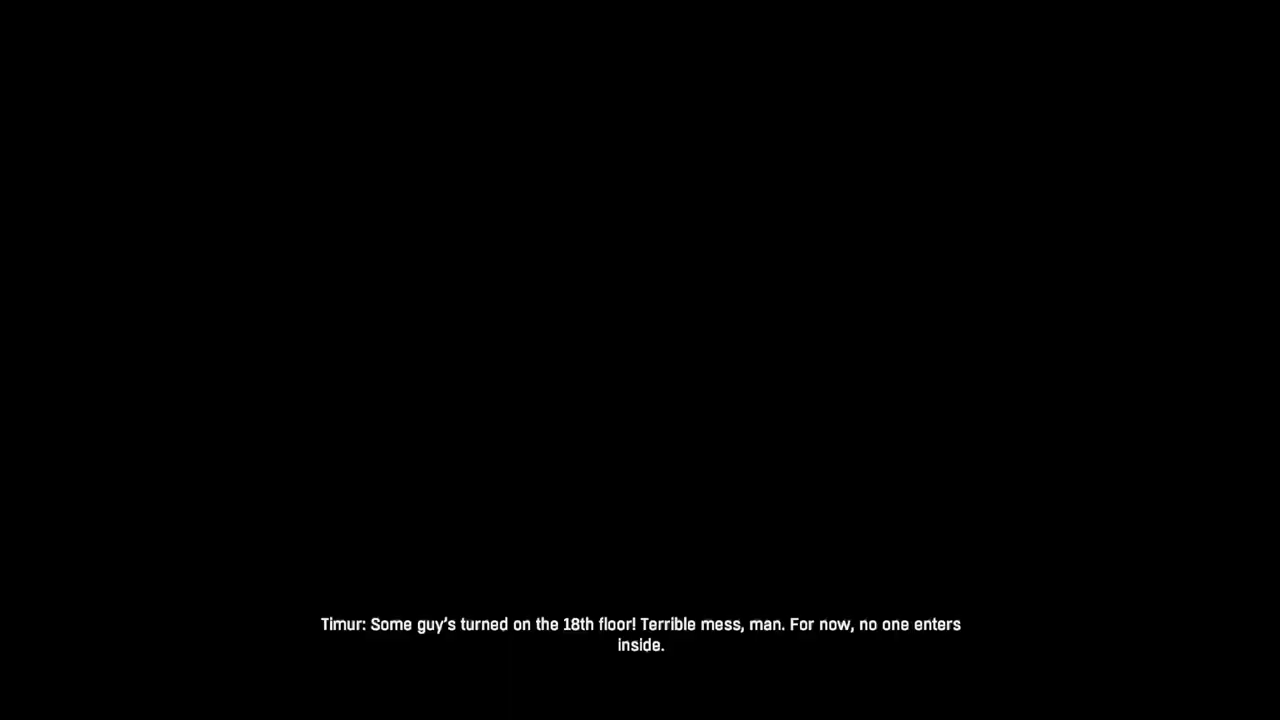 Timur: Some guy's turned on the 18th floor! Terrible mess, man. For now, no one enters
inside.